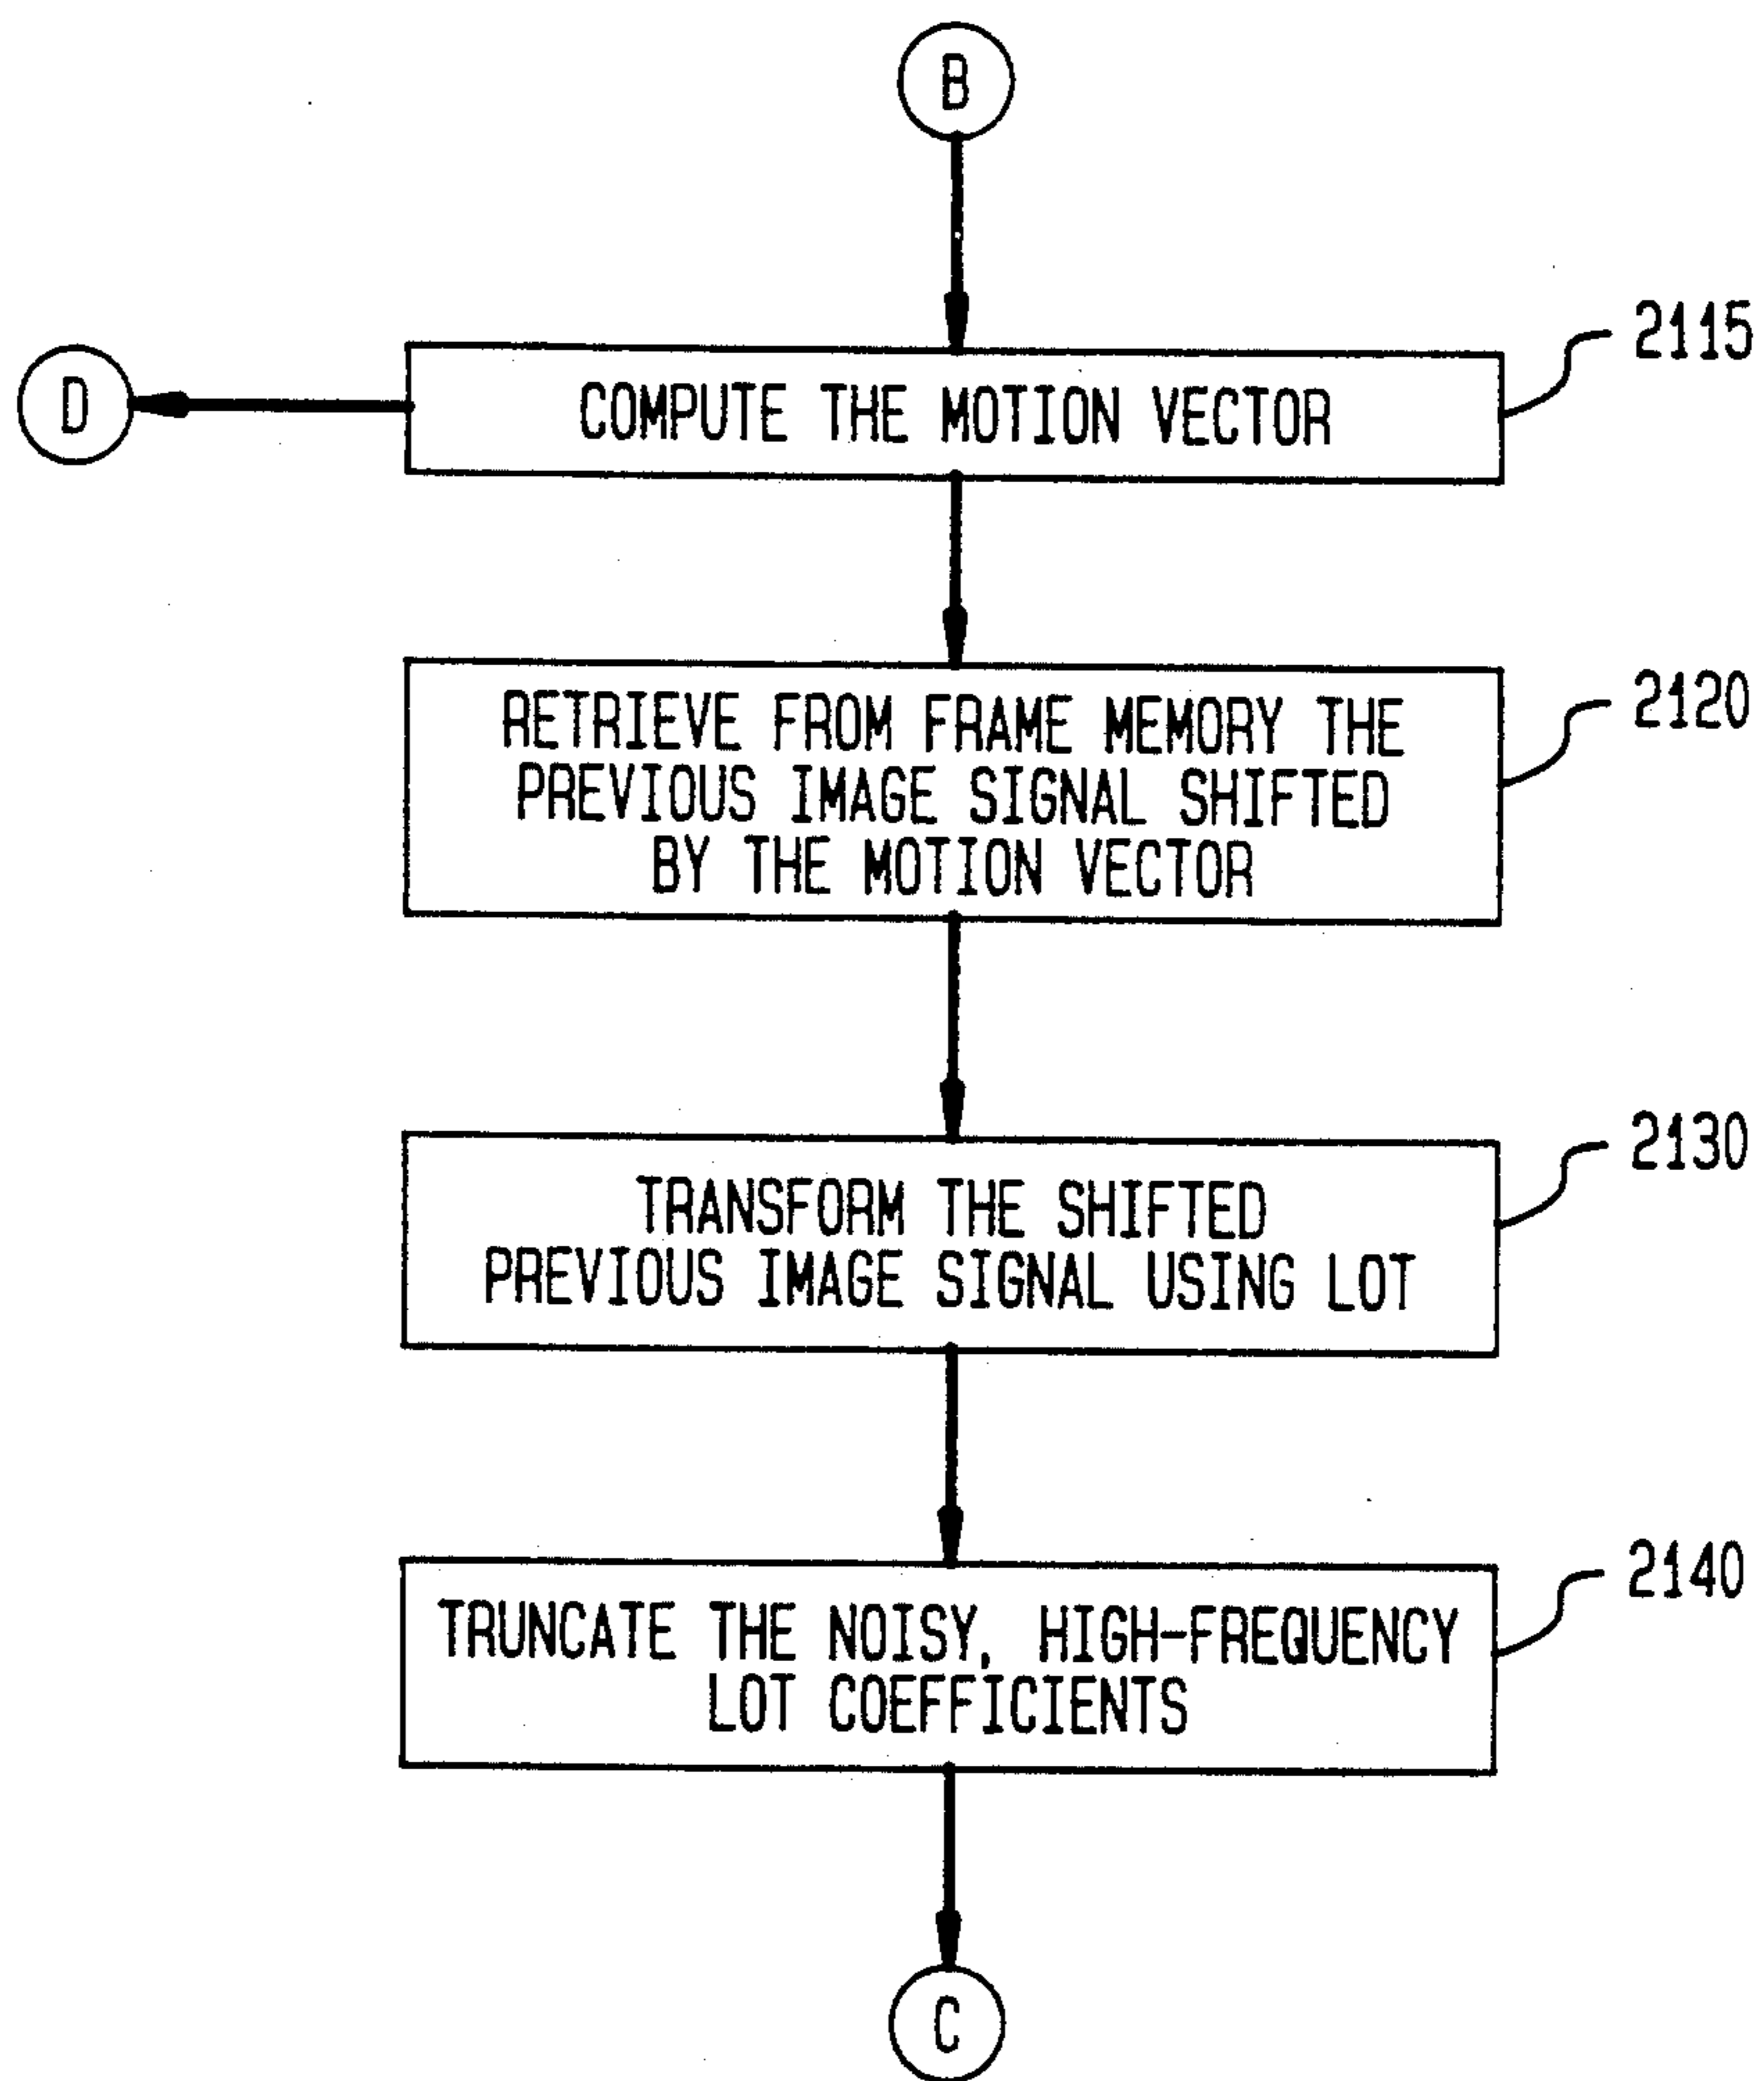 B
2115
D
COMPUTE THE MOTION VECTOR
2120
RETRIEVE FROM FRAME MEMORY THE
PREVIOUS IMAGE SIGNAL SHIFTED
BY THE MOTION VECTOR
2130
TRANSFORM THE SHIFTED
PREVIOUS IMAGE SIGNAL USING LOT
2140
TRUNCATE THE NOISY, HIGH-FREQUENCY
LOT COEFFICIENTS
C